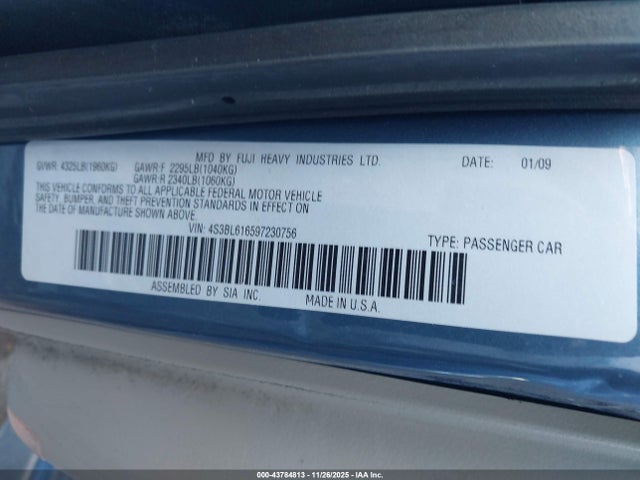 MFD BY FUJI HEAVY INDUSTRIES LTD. DATE: 01/09
GVWR: 4325LB(1960KG) GAWR:F 2295LB(1040KG)
GAWR:R 2340LB(1060KG)
THIS VEHICLE CONFORMS TO ALL APPLICABLE FEDERAL MOTOR VEHICLE
SAFETY, BUMPER, AND THEFT PREVENTION STANDARDS IN EFFECT ON
THE DATE OF MANUFACTURE SHOWN ABOVE.
VIN: 4S3BL616597230756 TYPE: PASSENGER CAR
ASSEMBLED BY SIA INC. MADE IN U.S.A.
000-43784813 - 11/26/2025 - IAA Inc.